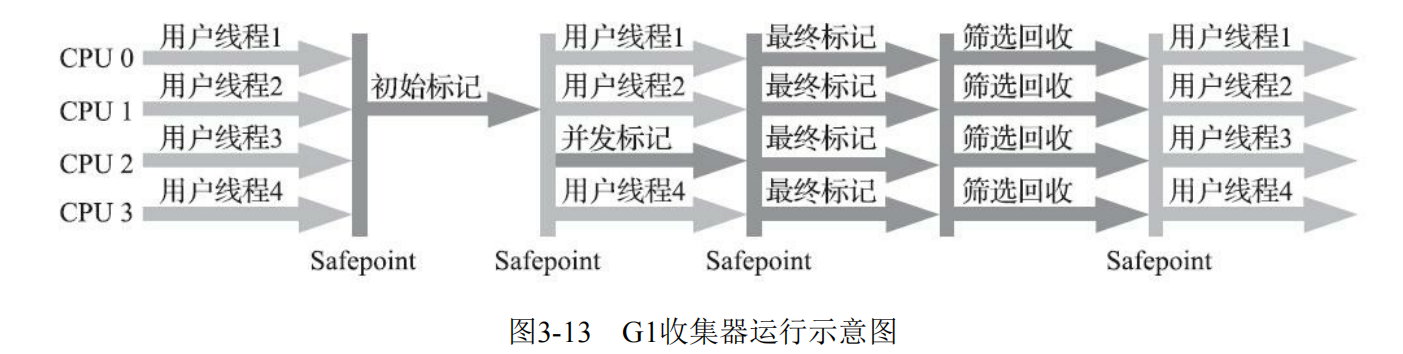 CPU 0 用户线程1 用户线程1 最终标记 筛选回收 用户线程1
CPU 1 用户线程2 初始标记 用户线程2 最终标记 筛选回收 用户线程2
CPU 2 用户线程3 并发标记 最终标记 筛选回收 用户线程3
CPU 3 用户线程4 用户线程4 最终标记 筛选回收 用户线程4
Safepoint Safepoint Safepoint Safepoint
图3-13 G1收集器运行示意图